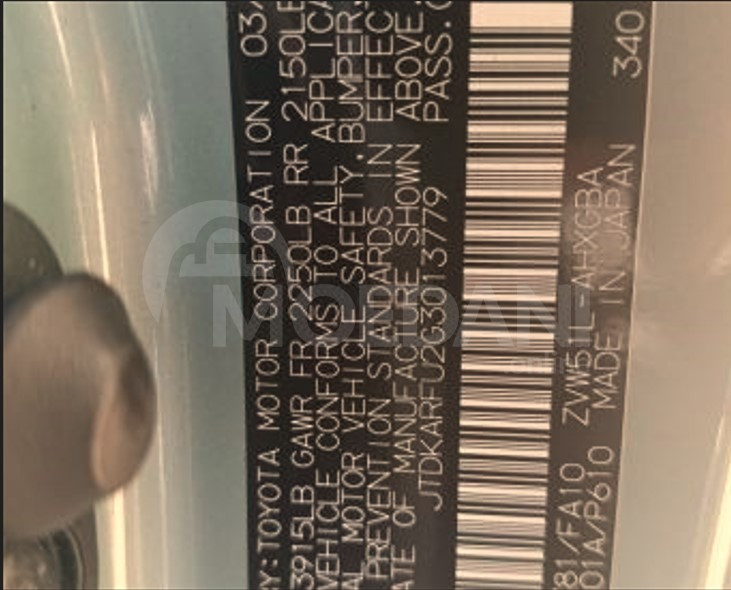 BY:TOYOTA MOTOR CORPORATION 03/
3915LB GAWR FR 2250LB RR 2150LB
VEHICLE CONFORMS TO ALL APPLICA
AL MOTOR VEHICLE SAFETY, BUMPER,
PREVENTION STANDARDS IN EFFEC
ATE OF MANUFACTURE SHOWN ABOVE.
JTDKARFU2G3013779 PASS.C
781/FA10 ZVW51L-AHXGBA
01A/P610 MADE IN JAPAN 340